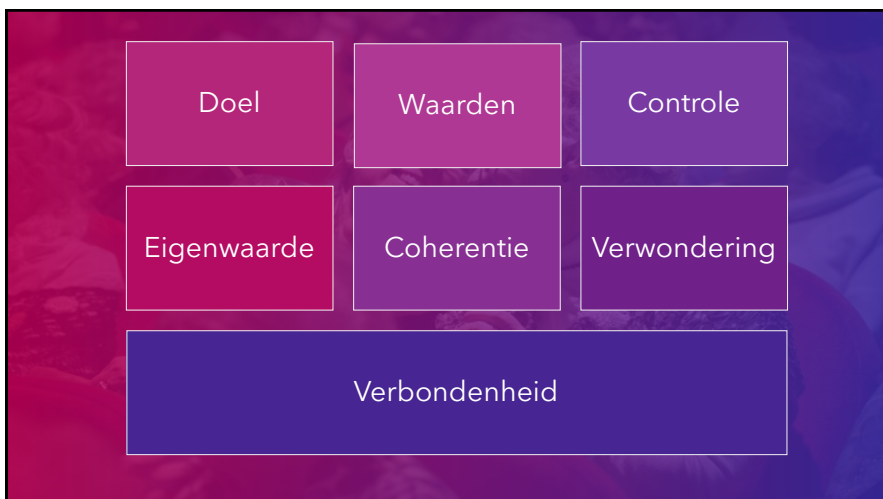 Doel
Waarden
Controle
Eigenwaarde
Coherentie
Verwondering
Verbondenheid